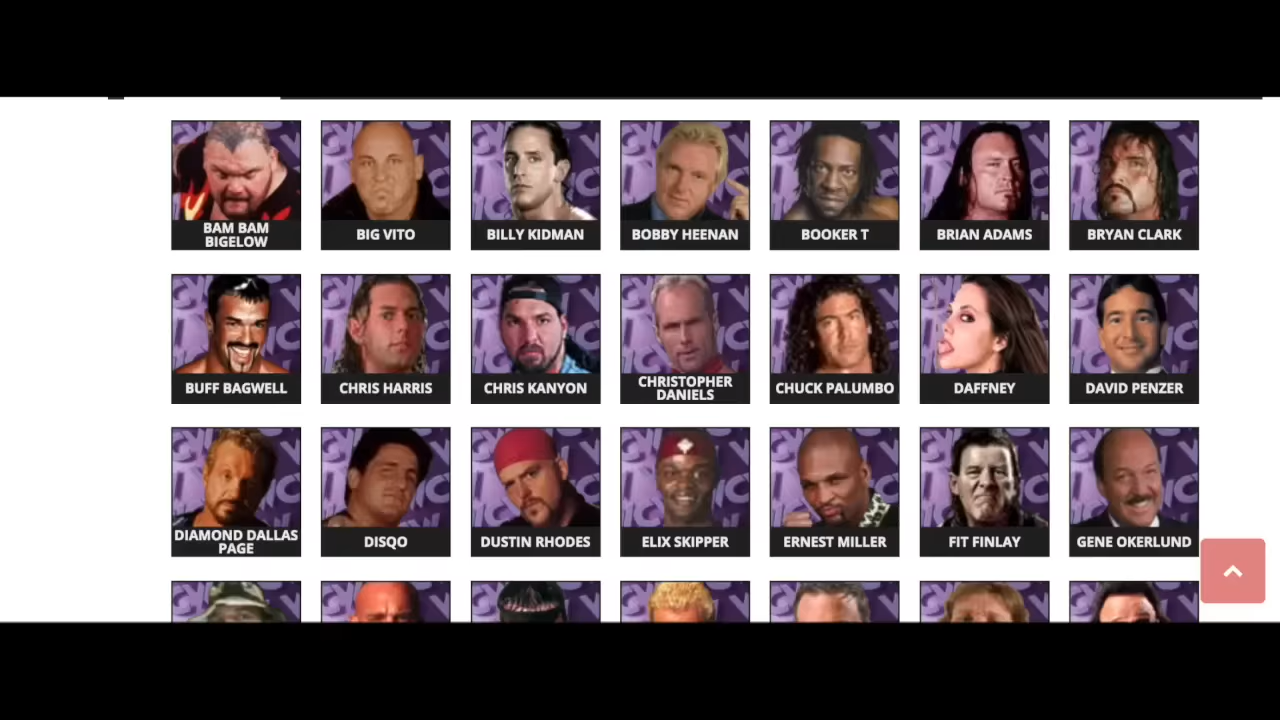 BAM BAM
BIGELOW
BIG VITO
BILLY KIDMAN
BOBBY HEENAN
BOOKER T
BRIAN ADAMS
BRYAN CLARK
BUFF BAGWELL
CHRIS HARRIS
CHRIS KANYON
CHRISTOPHER
DANIELS
CHUCK PALUMBO
DAFFNEY
DAVID PENZER
DIAMOND DALLAS
PAGE
DISQO
DUSTIN RHODES
ELIX SKIPPER
ERNEST MILLER
FIT FINLAY
GENE OKERLUND